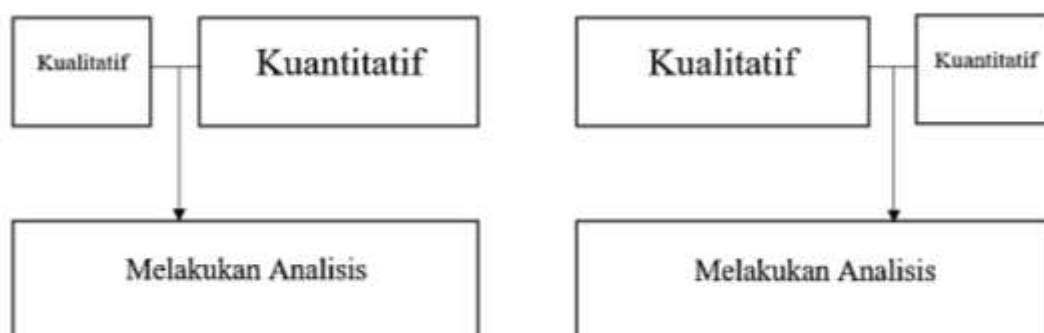 Kualitatif
Kuantitatif
Kualitatif
Kuantitatif
Melakukan Analisis
Melakukan Analisis